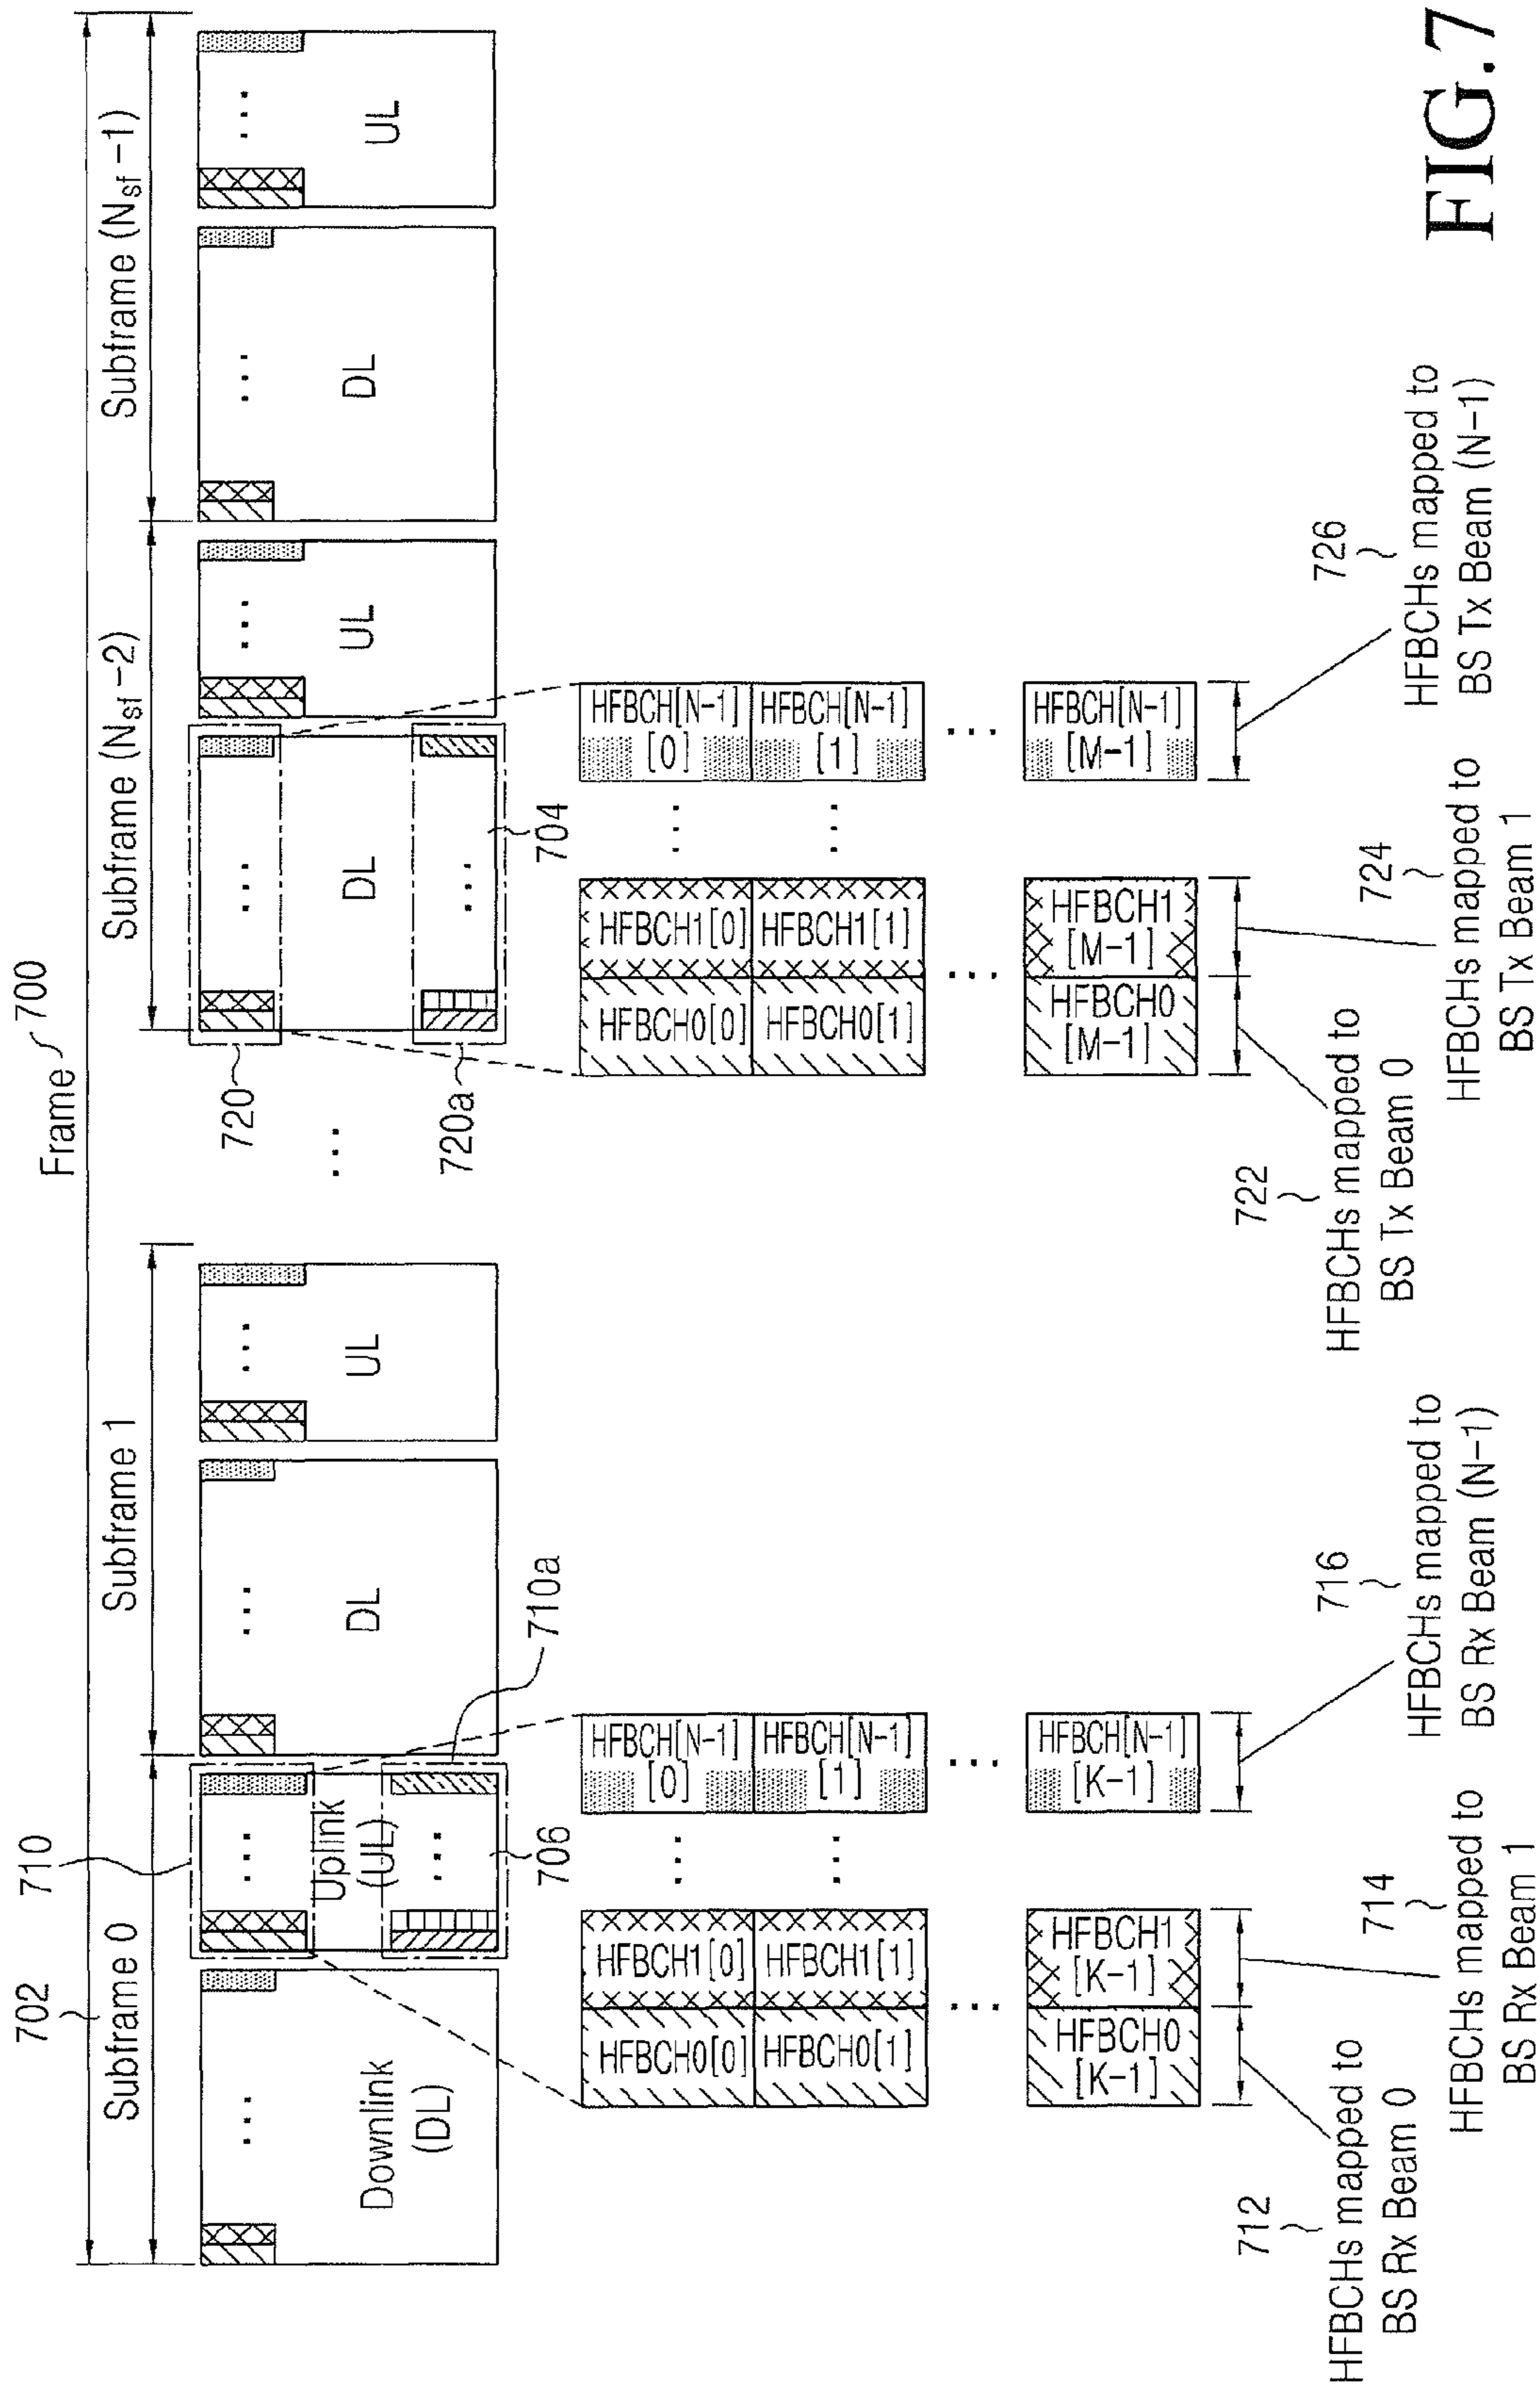 Frame 700
702
Subframe 0
Subframe 1
Subframe (Nsf-2)
Subframe (Nsf-1)
710
720
...
...
...
...
...
...
...
...
Downlink
(DL)
Uplink
(UL)
DL
UL
...
DL
UL
DL
UL
...
...
706
710a
720a
704
HFBCH0[0]
HFBCH1[0]
...
HFBCH[N-1]
[0]
HFBCH0[0]
HFBCH1[0]
...
HFBCH[N-1]
[0]
HFBCH0[1]
HFBCH1[1]
...
HFBCH[N-1]
[1]
HFBCH0[1]
HFBCH1[1]
...
HFBCH[N-1]
[1]
...
...
...
...
HFBCH0
[K-1]
HFBCH1
[K-1]
HFBCH[N-1]
[K-1]
HFBCH0
[M-1]
HFBCH1
[M-1]
HFBCH[N-1]
[M-1]
712
HFBCHs mapped to
BS Rx Beam 0
714
HFBCHs mapped to
BS Rx Beam 1
716
HFBCHs mapped to
BS Rx Beam (N-1)
722
HFBCHs mapped to
BS Tx Beam 0
724
HFBCHs mapped to
BS Tx Beam 1
726
HFBCHs mapped to
BS Tx Beam (N-1)
FIG.7